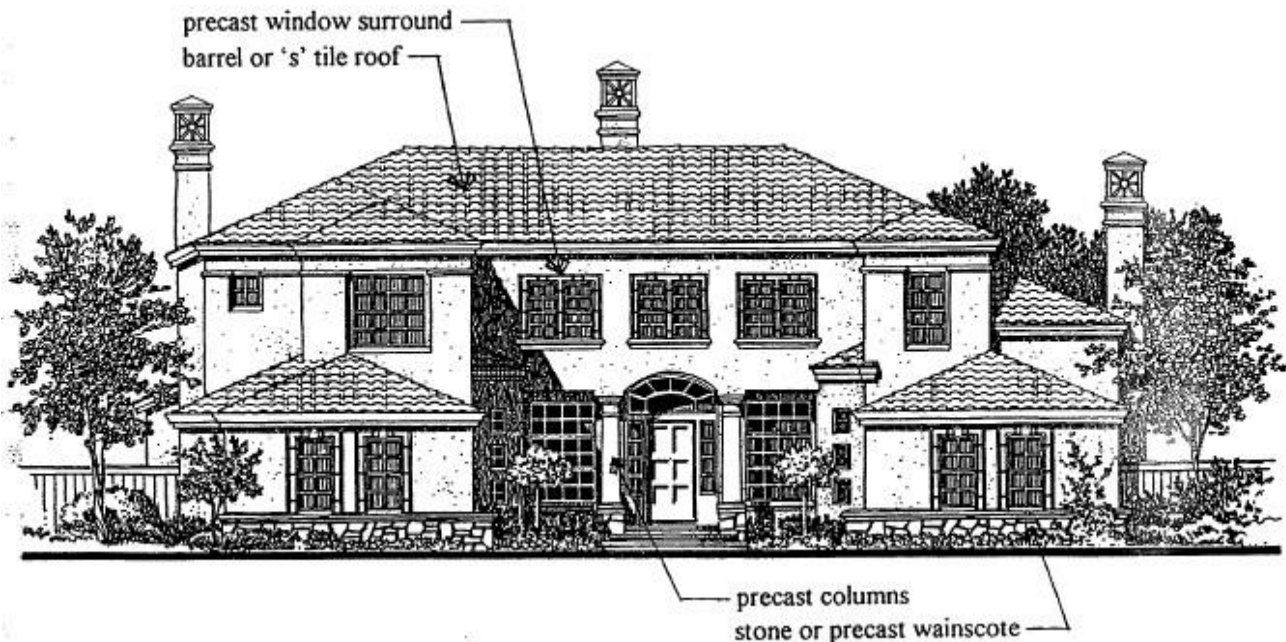 precast window surround
barrel or ‘s’ tile roof
precast columns
stone or precast wainscote